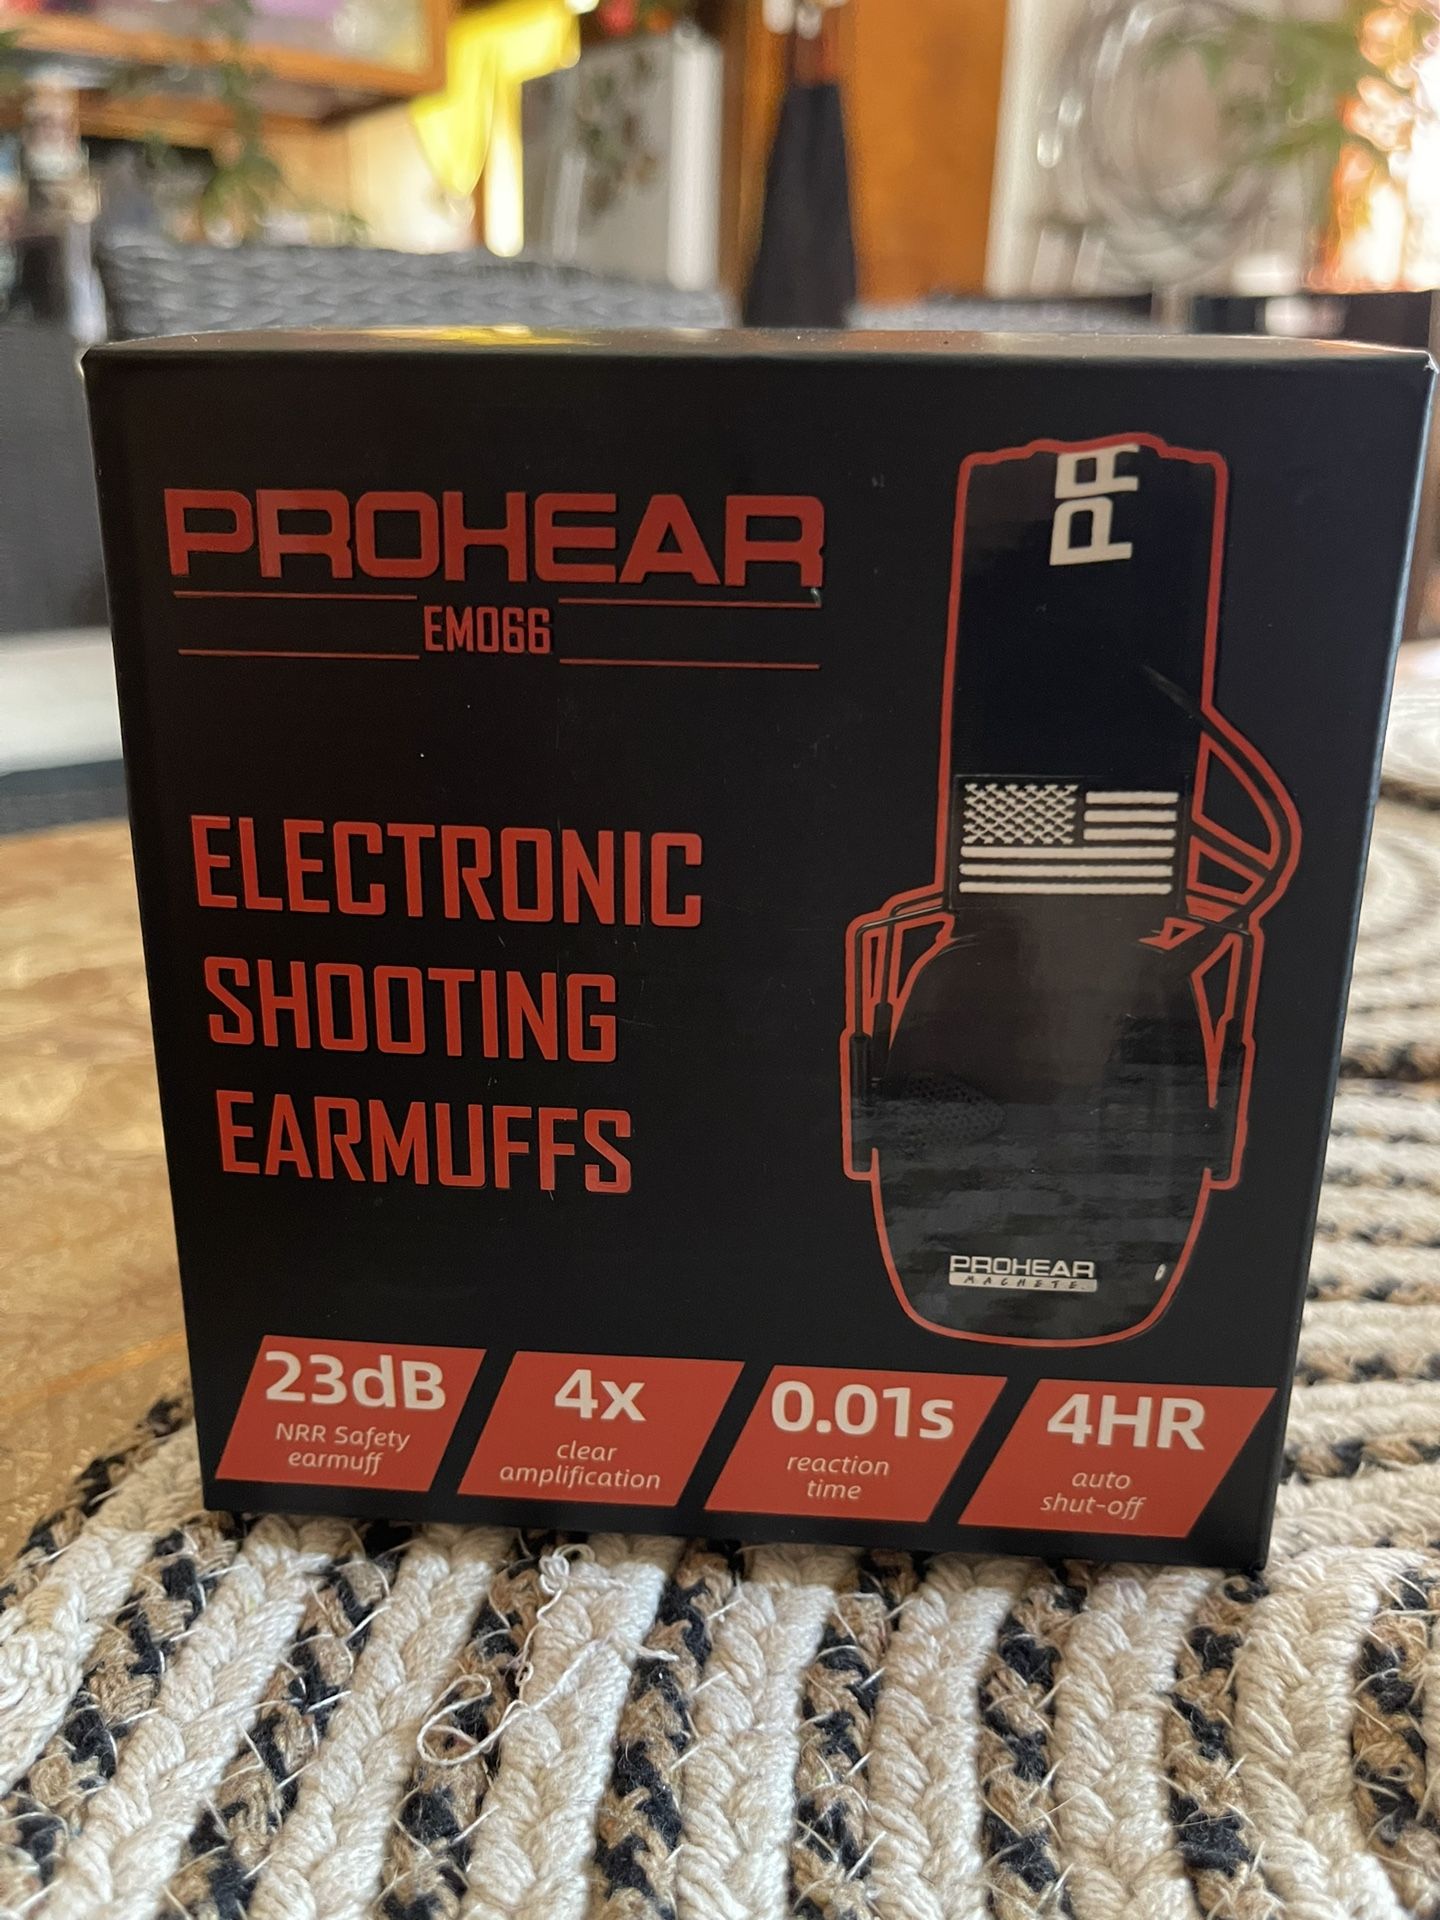 PROHEAR
EM066
ELECTRONIC
SHOOTING
EARMUFFS
PR
PROHEAR
MACHETE.
23dB
NRR Safety
earmuff
4x
clear
amplification
0.01s
reaction
time
4HR
auto
shut-off